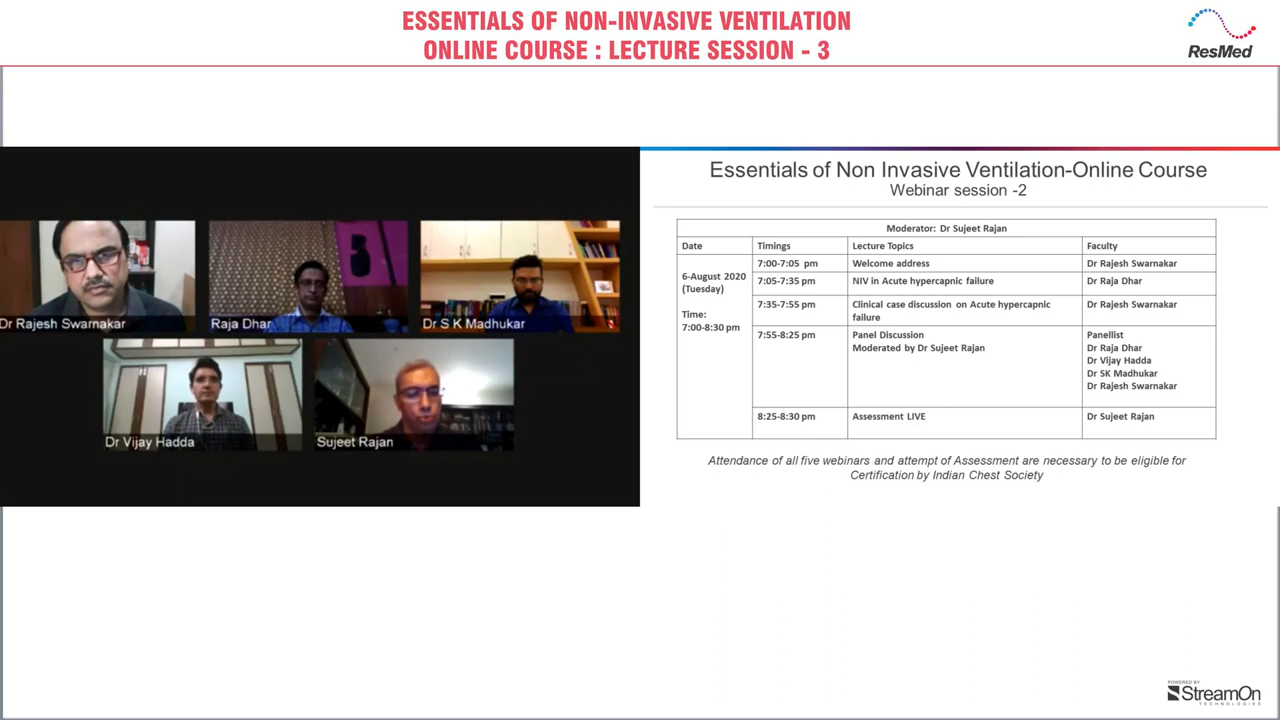 ESSENTIALS OF NON-INVASIVE VENTILATION
ONLINE COURSE : LECTURE SESSION - 3
ResMed
Dr Rajesh Swarnakar
Raja Dhar
Dr S K Madhukar
Dr Vijay Hadda
Sujeet Rajan
Essentials of Non Invasive Ventilation-Online Course
Webinar session -2
Moderator: Dr Sujeet Rajan
Date Timings Lecture Topics Faculty
6-August 2020
(Tuesday)
Time:
7:00-8:30 pm
7:00-7:05 pm Welcome address Dr Rajesh Swarnakar
7:05-7:35 pm NIV in Acute hypercapnic failure Dr Raja Dhar
7:35-7:55 pm Clinical case discussion on Acute hypercapnic Dr Rajesh Swarnakar
failure
7:55-8:25 pm Panel Discussion Panellist
Moderated by Dr Sujeet Rajan Dr Raja Dhar
Dr Vijay Hadda
Dr SK Madhukar
Dr Rajesh Swarnakar
8:25-8:30 pm Assessment LIVE Dr Sujeet Rajan
Attendance of all five webinars and attempt of Assessment are necessary to be eligible for
Certification by Indian Chest Society
POWERED BY
StreamOn
TECHNOLOGIES